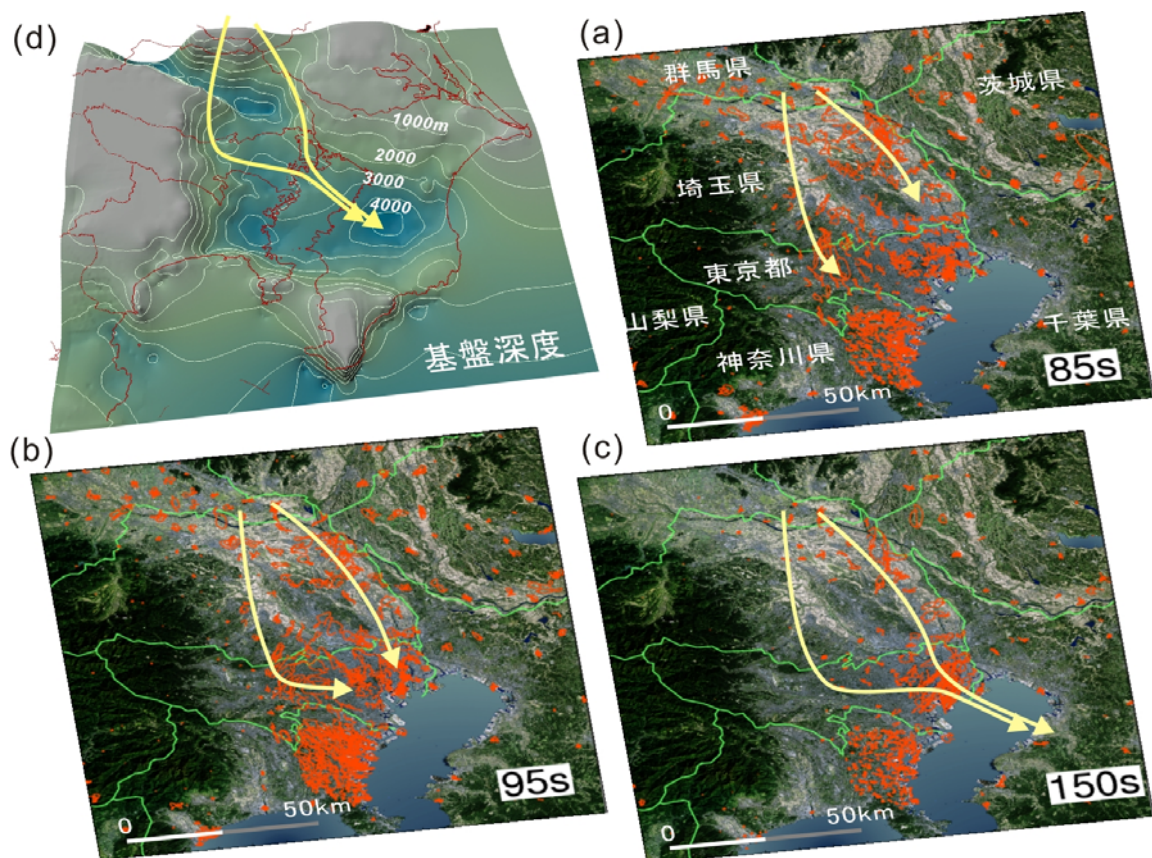 (d)
1000m
2000
3000
4000
基盤深度
(a)
群馬県
茨城県
埼玉県
東京都
山梨県
千葉県
神奈川県
85s
0
50km
(b)
95s
0
50km
(c)
150s
0
50km